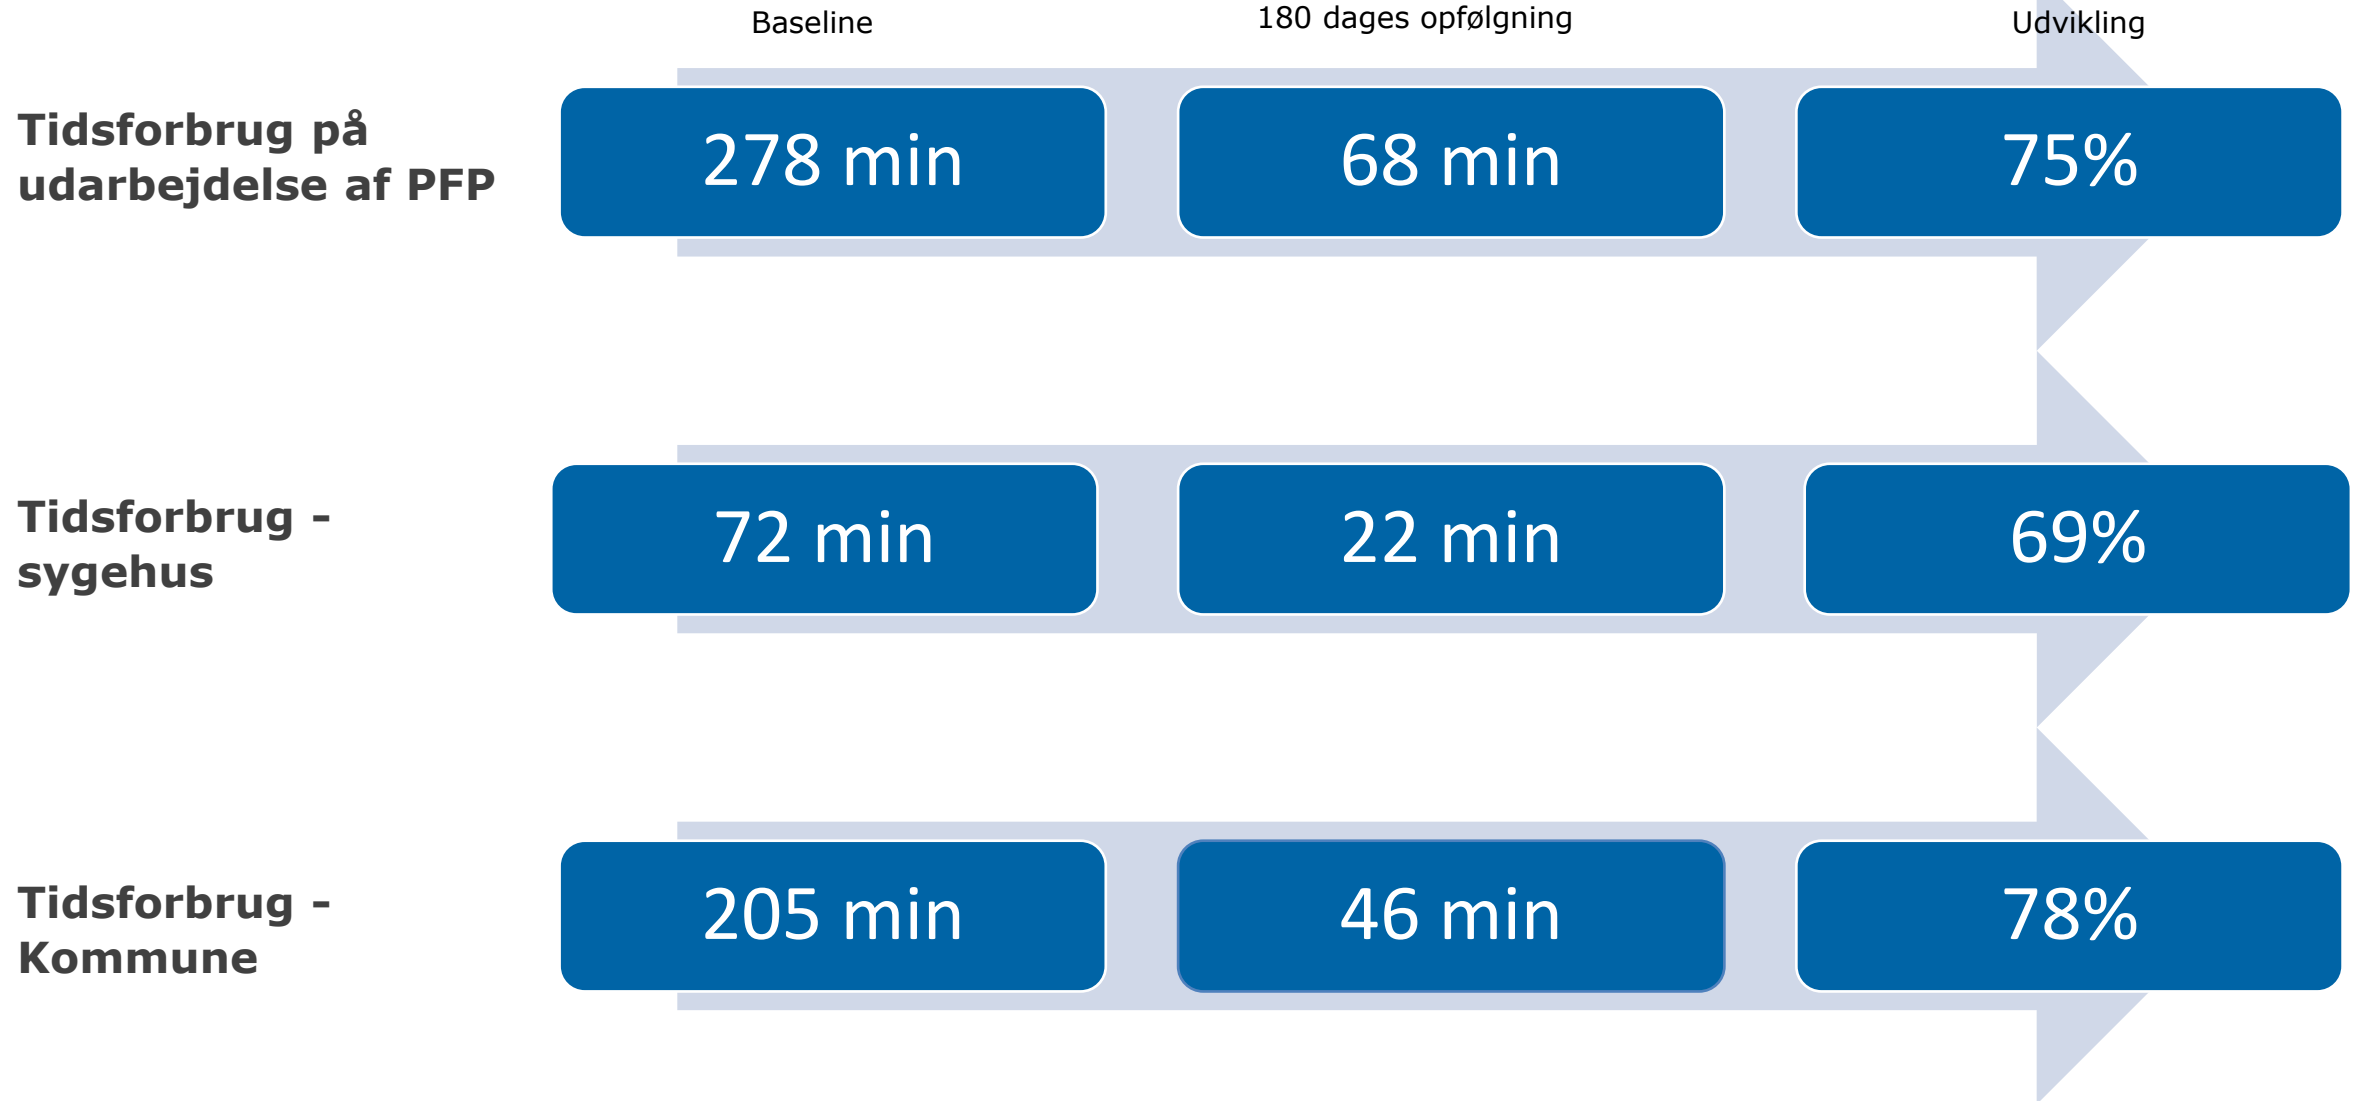 Baseline
180 dages opfølgning
Udvikling
Tidsforbrug på
udarbejdelse af PFP
278 min
68 min
75%
Tidsforbrug -
sygehus
72 min
22 min
69%
Tidsforbrug -
Kommune
205 min
46 min
78%